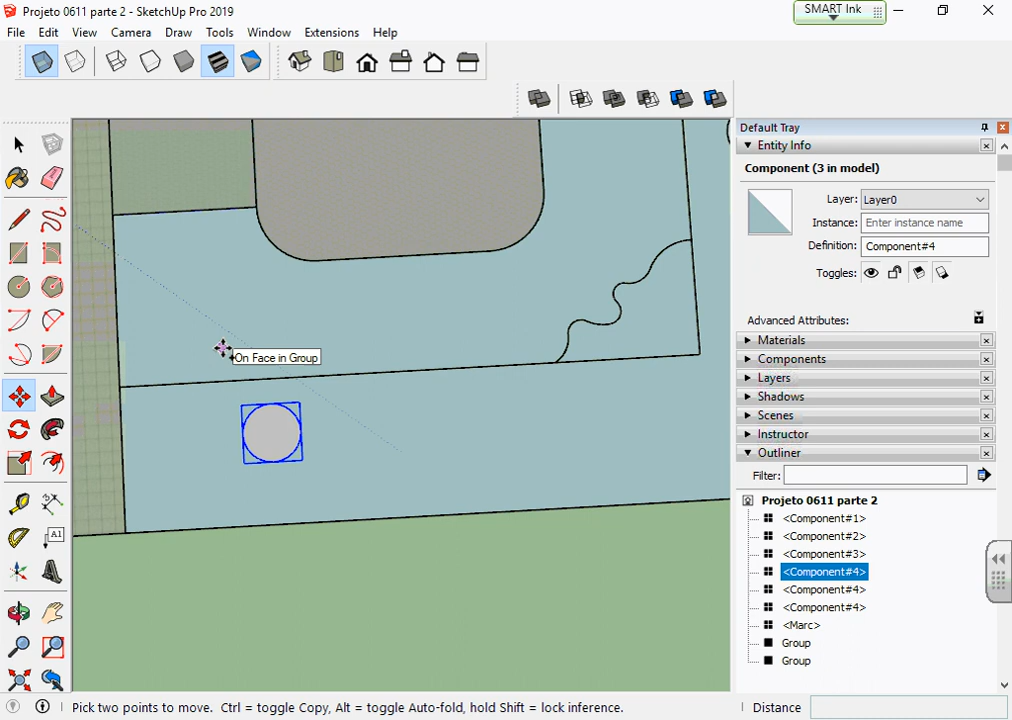 Projeto 0611 parte 2 - SketchUp Pro 2019
SMART Ink
File Edit View Camera Draw Tools Window Extensions Help
Default Tray
Entity Info
Component (3 in model)
Layer: Layer0
Instance: Enter instance name
Definition: Component#4
Toggles:
Advanced Attributes:
Materials
Components
Layers
Shadows
Scenes
Instructor
Outliner
Filter:
Projeto 0611 parte 2
<Component#1>
<Component#2>
<Component#3>
<Component#4>
<Component#4>
<Component#4>
<Marc>
Group
Group
On Face in Group
A1
Pick two points to move. Ctrl = toggle Copy, Alt = toggle Auto-fold, hold Shift = lock inference.
Distance